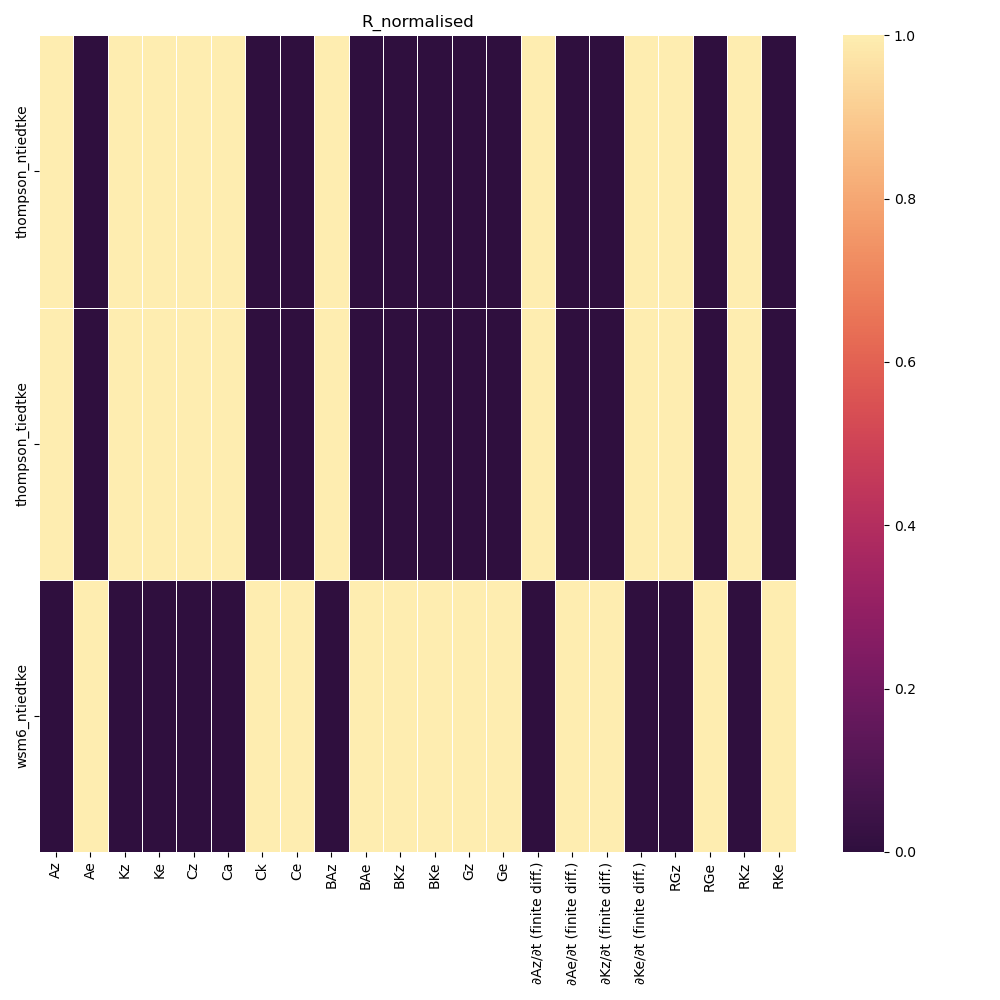 R_normalised
thompson_ntiedtke
thompson_tiedtke
wsm6_ntiedtke
Az
Ae
Kz
Ke
Cz
Ca
Ck
Ce
BAz
BAe
BKz
BKe
Gz
Ge
∂Az/∂t (finite diff.)
∂Ae/∂t (finite diff.)
∂Kz/∂t (finite diff.)
∂Ke/∂t (finite diff.)
RGz
RGe
RKz
RKe
1.0
0.8
0.6
0.4
0.2
0.0